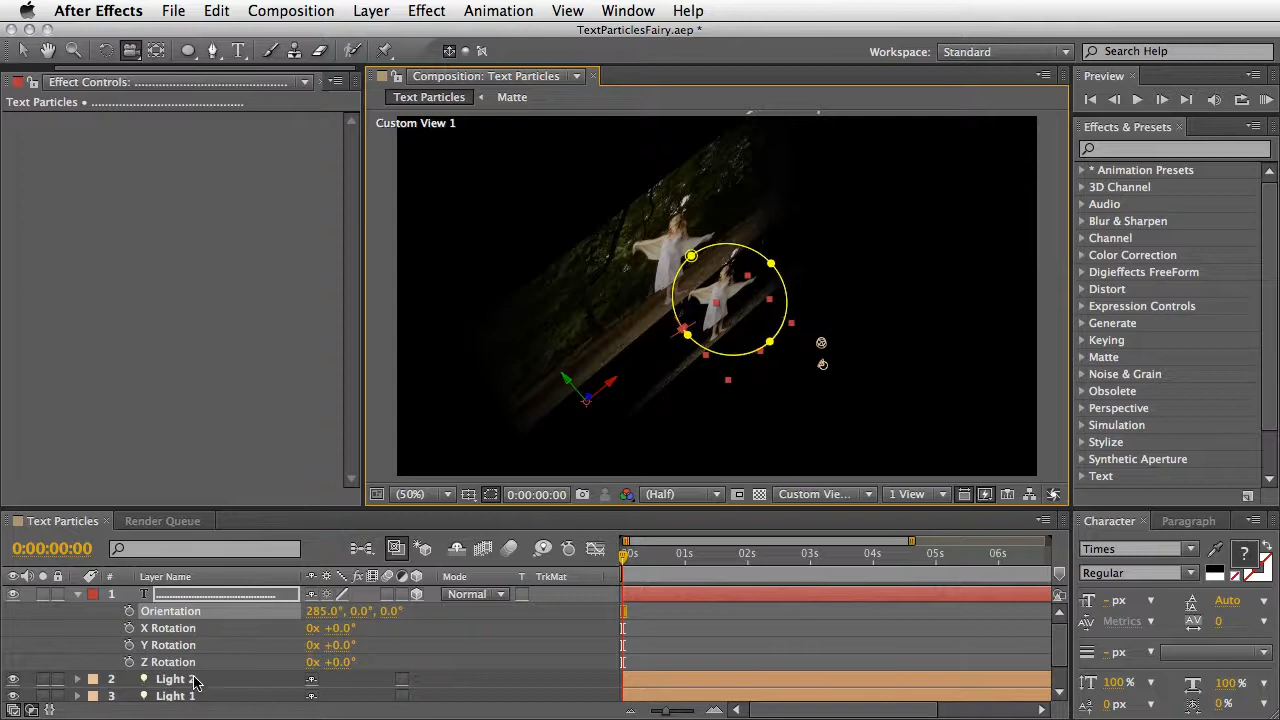 After Effects File Edit Composition Layer Effect Animation View Window Help
TextParticlesFairy.aep *
Workspace: Standard Search Help
Effect Controls: ................................................
Composition: Text Particles
Preview
Text Particles • ................................................
Text Particles Matte
Custom View 1
Effects & Presets
* Animation Presets
3D Channel
Audio
Blur & Sharpen
Channel
Color Correction
Digieffects FreeForm
Distort
Expression Controls
Generate
Keying
Matte
Noise & Grain
Obsolete
Perspective
Simulation
Stylize
Synthetic Aperture
Text
(50%) 0:00:00:00 (Half) Custom Vie... 1 View
Text Particles Render Queue
Character Paragraph
0:00:00:00
Times
Regular
00s 01s 02s 03s 04s 05s 06s
# Layer Name Mode T TrkMat
1 T ................................................ Normal
Orientation 285.0°, 0.0°, 0.0°
X Rotation 0x +0.0°
Y Rotation 0x +0.0°
Z Rotation 0x +0.0°
2 Light 2
3 Light 1
- px Auto
Metrics 0
- px
100 % 100 %
0 px 0 %